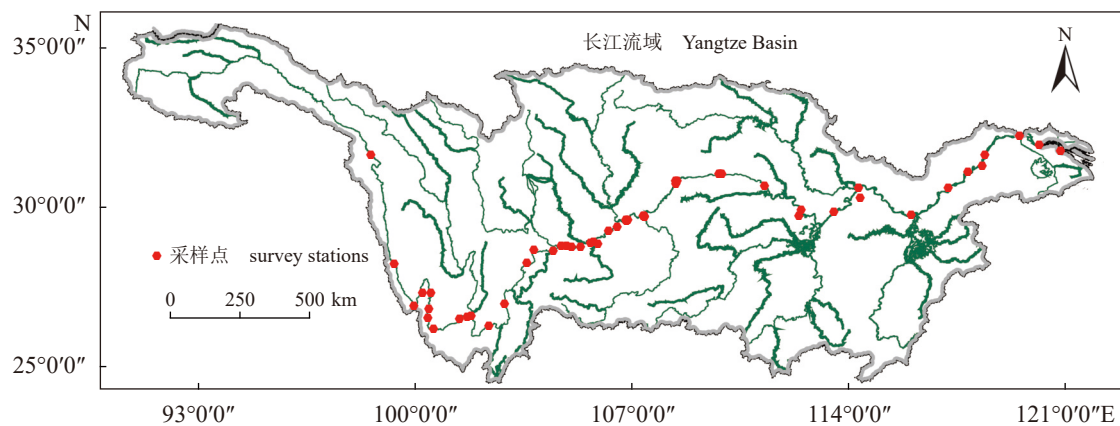 N
35°0′0″
长江流域 Yangtze Basin
N
30°0′0″
采样点 survey stations
0 250 500 km
25°0′0″
93°0′0″ 100°0′0″ 107°0′0″ 114°0′0″ 121°0′0″E